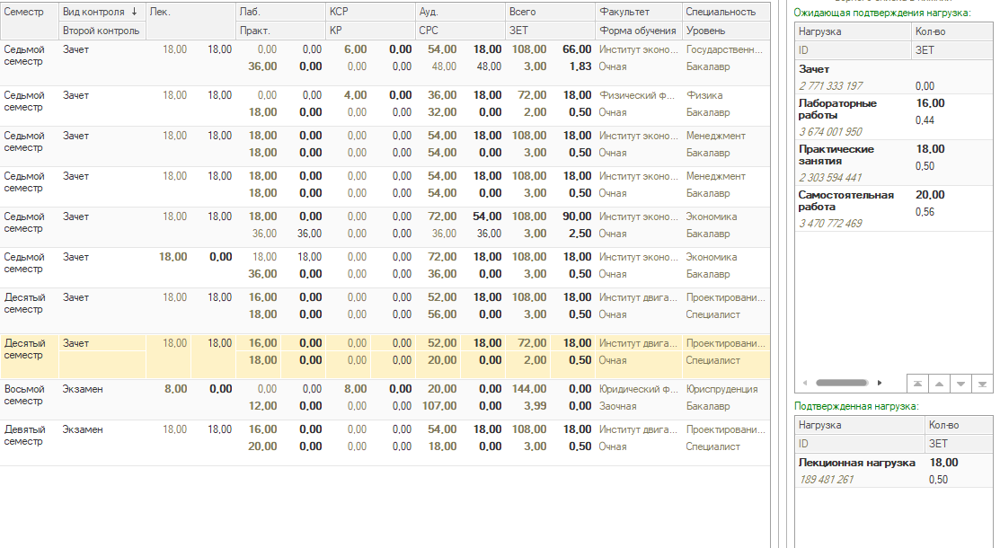 Семестр Вид контроля ↓ Лек. Лаб. КСР Ауд. Всего Факультет Специальность
Второй контроль Практ. КР СРС ЗЕТ Форма обучения Уровень
Седьмой Зачет 18,00 18,00 0,00 0,00 6,00 0,00 54,00 18,00 108,00 66,00 Институт эконо... Государственн...
семестр 36,00 0,00 0,00 0,00 48,00 48,00 3,00 1,83 Очная Бакалавр
Седьмой Зачет 18,00 18,00 0,00 0,00 4,00 0,00 36,00 18,00 72,00 18,00 Физический ф... Физика
семестр 18,00 0,00 0,00 0,00 32,00 0,00 2,00 0,50 Очная Бакалавр
Седьмой Зачет 18,00 18,00 18,00 0,00 0,00 0,00 54,00 18,00 108,00 18,00 Институт эконо... Менеджмент
семестр 18,00 0,00 0,00 0,00 54,00 0,00 3,00 0,50 Очная Бакалавр
Седьмой Зачет 18,00 18,00 18,00 0,00 0,00 0,00 54,00 18,00 108,00 18,00 Институт эконо... Менеджмент
семестр 18,00 0,00 0,00 0,00 54,00 0,00 3,00 0,50 Очная Бакалавр
Седьмой Зачет 18,00 18,00 18,00 0,00 0,00 0,00 72,00 54,00 108,00 90,00 Институт эконо... Экономика
семестр 36,00 36,00 0,00 0,00 36,00 36,00 3,00 2,50 Очная Бакалавр
Седьмой Зачет 18,00 0,00 18,00 18,00 0,00 0,00 72,00 18,00 108,00 18,00 Институт эконо... Экономика
семестр 36,00 0,00 0,00 0,00 36,00 0,00 3,00 0,50 Очная Бакалавр
Десятый Зачет 18,00 18,00 16,00 0,00 0,00 0,00 52,00 18,00 108,00 18,00 Институт двига... Проектировани...
семестр 18,00 0,00 0,00 0,00 56,00 0,00 3,00 0,50 Очная Специалист
Десятый Зачет 18,00 18,00 16,00 0,00 0,00 0,00 52,00 18,00 72,00 18,00 Институт двига... Проектировани...
семестр 18,00 0,00 0,00 0,00 20,00 0,00 2,00 0,50 Очная Специалист
Восьмой Экзамен 8,00 0,00 0,00 0,00 8,00 0,00 20,00 0,00 144,00 0,00 Юридический ф... Юриспруденция
семестр 12,00 0,00 0,00 0,00 107,00 0,00 3,99 0,00 Заочная Бакалавр
Девятый Экзамен 18,00 18,00 16,00 0,00 0,00 0,00 54,00 18,00 108,00 18,00 Институт двига... Проектировани...
семестр 20,00 0,00 0,00 0,00 18,00 0,00 3,00 0,50 Очная Специалист
Ожидающая подтверждения нагрузка:
Нагрузка Кол-во
ID ЗЕТ
Зачет
2 771 333 197 0,00
Лабораторные 16,00
работы 0,44
3 674 001 950
Практические 18,00
занятия 0,50
2 303 594 441
Самостоятельная 20,00
работа 0,56
3 470 772 469
Подтвержденная нагрузка:
Нагрузка Кол-во
ID ЗЕТ
Лекционная нагрузка 18,00
189 481 261 0,50